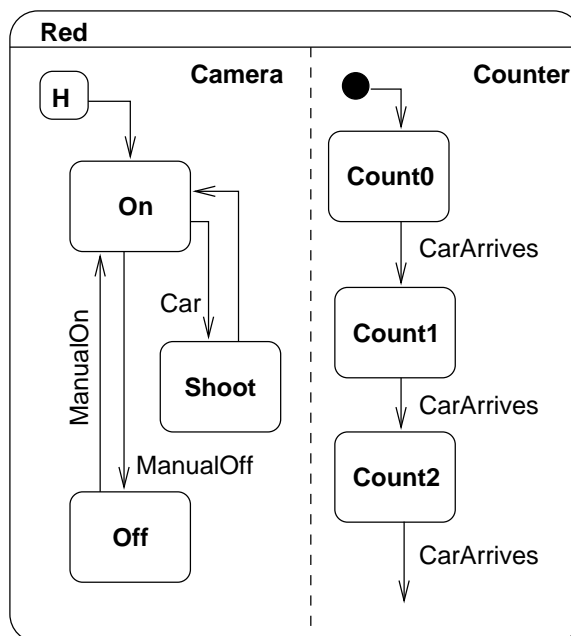 Red
Camera
H
On
Car
ManualOn
Shoot
ManualOff
Off
Counter
Count0
CarArrives
Count1
CarArrives
Count2
CarArrives